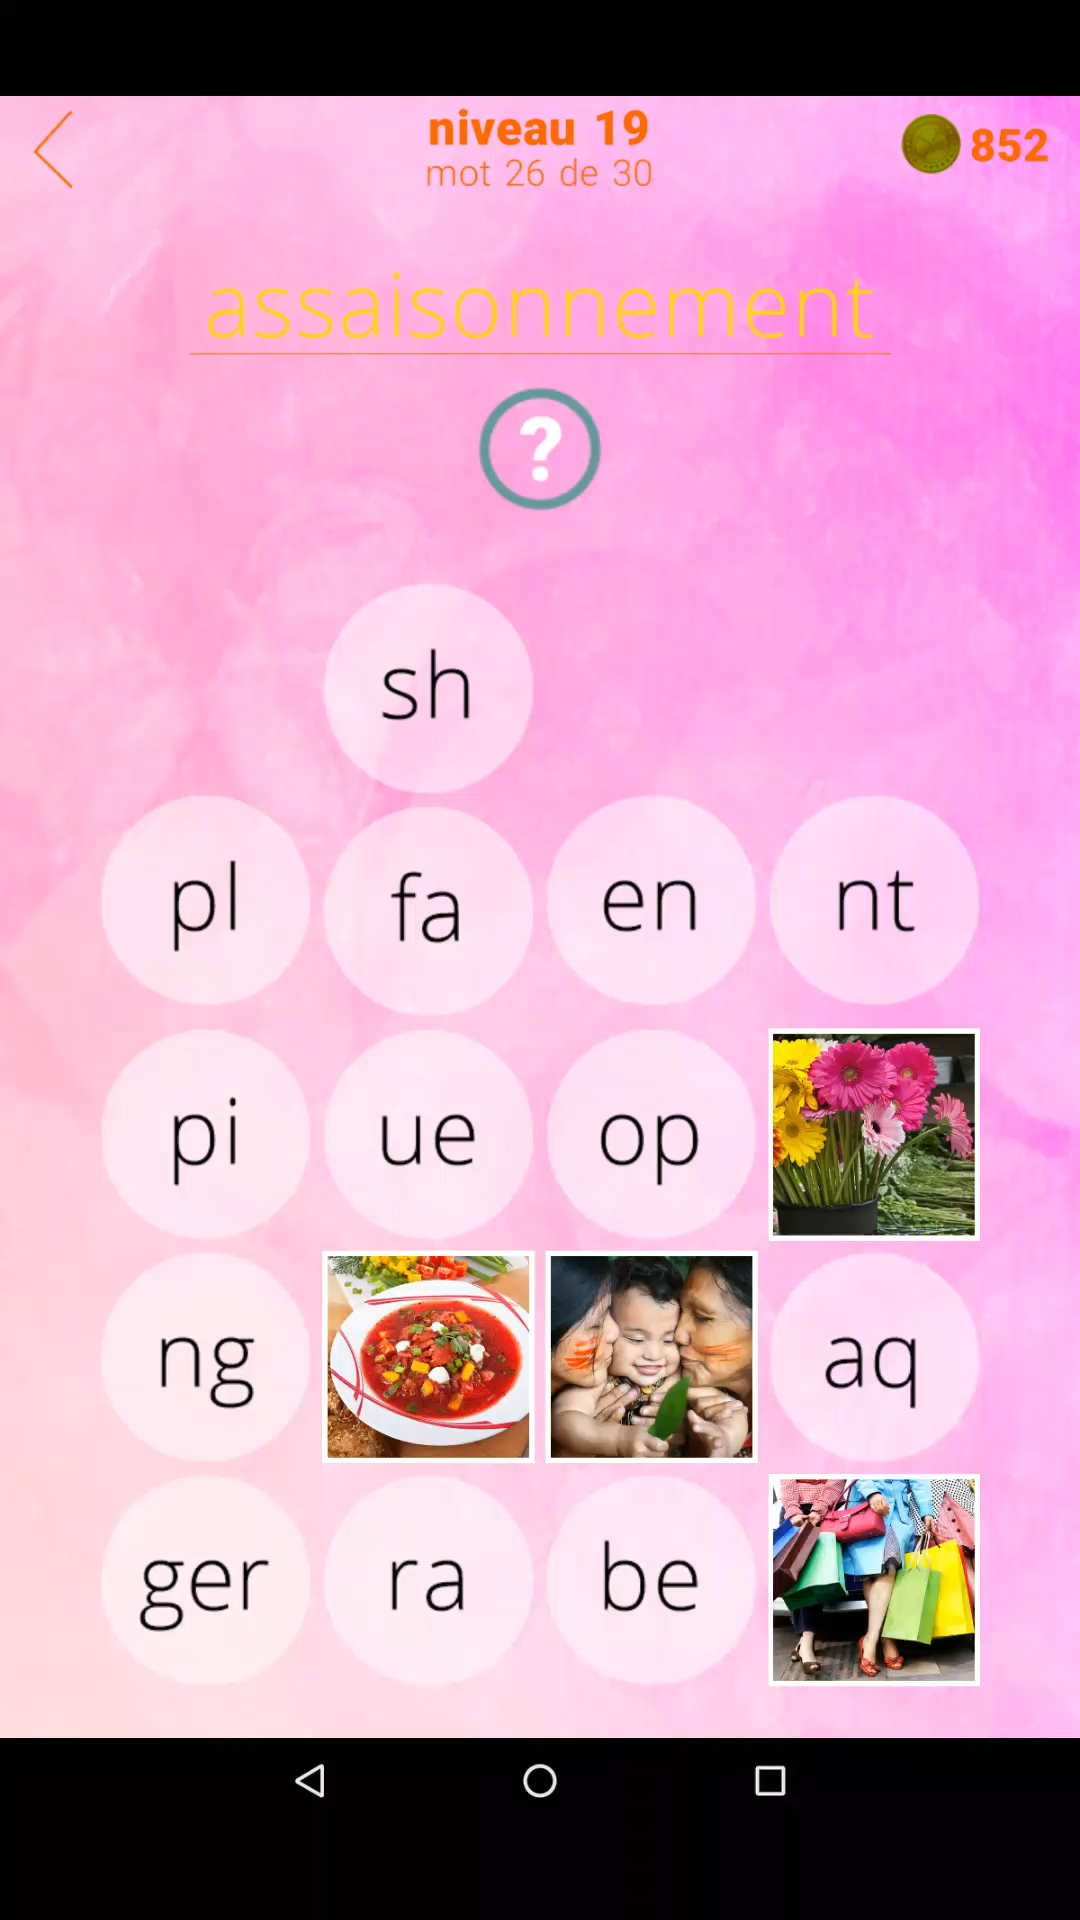 niveau 19
mot 26 de 30
852
assaisonnement
?
sh
pl fa en nt
pi ue op
ng aq
ger ra be